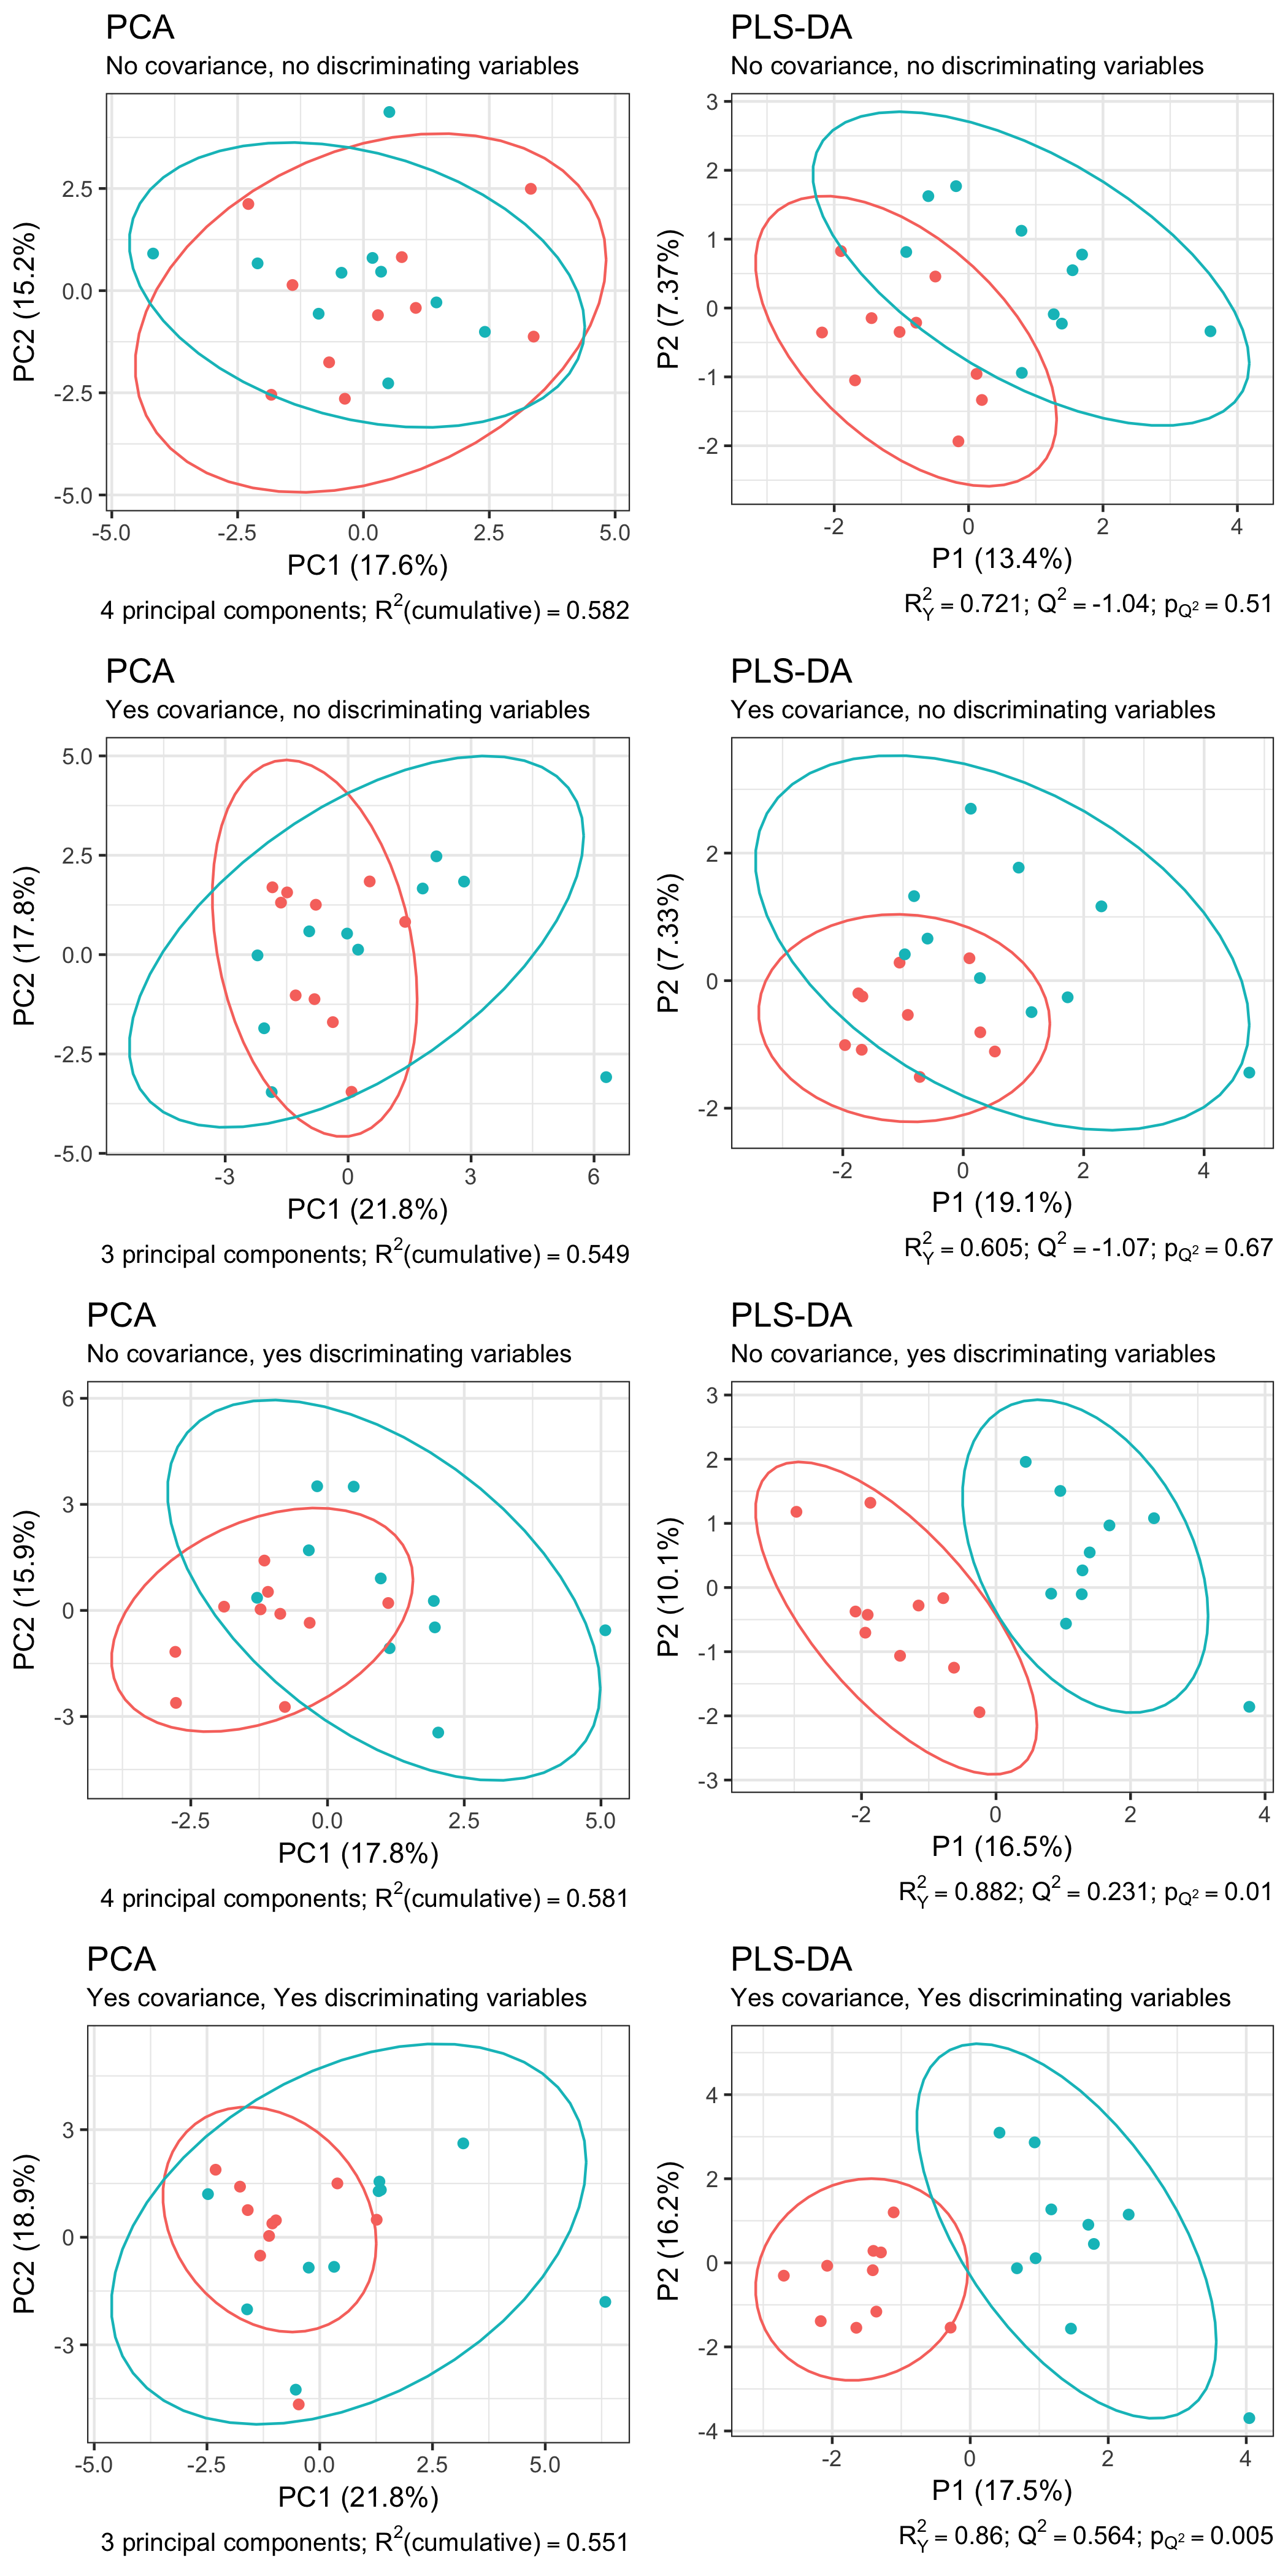 PCA
No covariance, no discriminating variables
PC2 (15.2%)
2.5
0.0
-2.5
-5.0
-5.0 -2.5 0.0 2.5 5.0
PC1 (17.6%)
4 principal components; R²(cumulative) = 0.582
PLS-DA
No covariance, no discriminating variables
P2 (7.37%)
3
2
1
0
-1
-2
-2 0 2 4
P1 (13.4%)
R²Y = 0.721; Q² = -1.04; pQ² = 0.51
PCA
Yes covariance, no discriminating variables
PC2 (17.8%)
5.0
2.5
0.0
-2.5
-5.0
-3 0 3 6
PC1 (21.8%)
3 principal components; R²(cumulative) = 0.549
PLS-DA
Yes covariance, no discriminating variables
P2 (7.33%)
2
0
-2
-2 0 2 4
P1 (19.1%)
R²Y = 0.605; Q² = -1.07; pQ² = 0.67
PCA
No covariance, yes discriminating variables
PC2 (15.9%)
6
3
0
-3
-2.5 0.0 2.5 5.0
PC1 (17.8%)
4 principal components; R²(cumulative) = 0.581
PLS-DA
No covariance, yes discriminating variables
P2 (10.1%)
3
2
1
0
-1
-2
-3
-2 0 2 4
P1 (16.5%)
R²Y = 0.882; Q² = 0.231; pQ² = 0.01
PCA
Yes covariance, Yes discriminating variables
PC2 (18.9%)
3
0
-3
-5.0 -2.5 0.0 2.5 5.0
PC1 (21.8%)
3 principal components; R²(cumulative) = 0.551
PLS-DA
Yes covariance, Yes discriminating variables
P2 (16.2%)
4
2
0
-2
-4
-2 0 2 4
P1 (17.5%)
R²Y = 0.86; Q² = 0.564; pQ² = 0.005